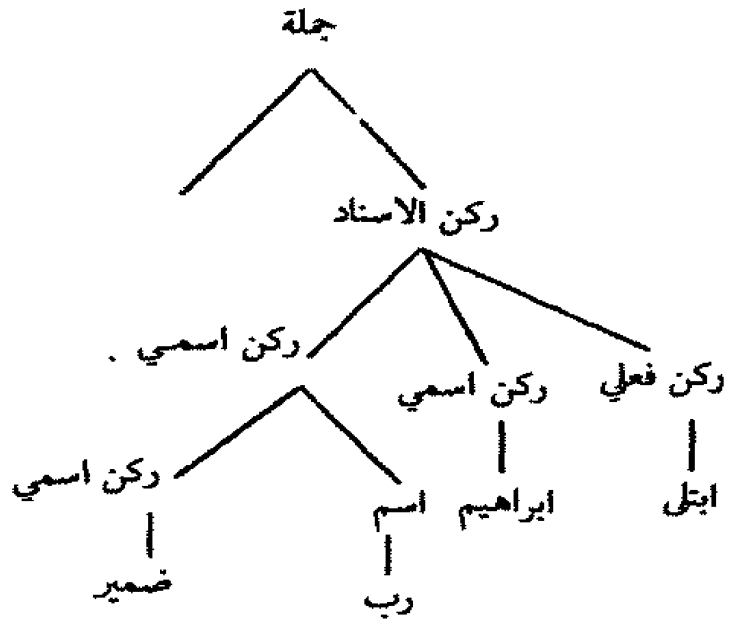 جملة
ركن الاسناد
ركن فعلي ركن اسمي ركن اسمي .
ابتلى ابراهيم اسم ركن اسمي
رب ضمير